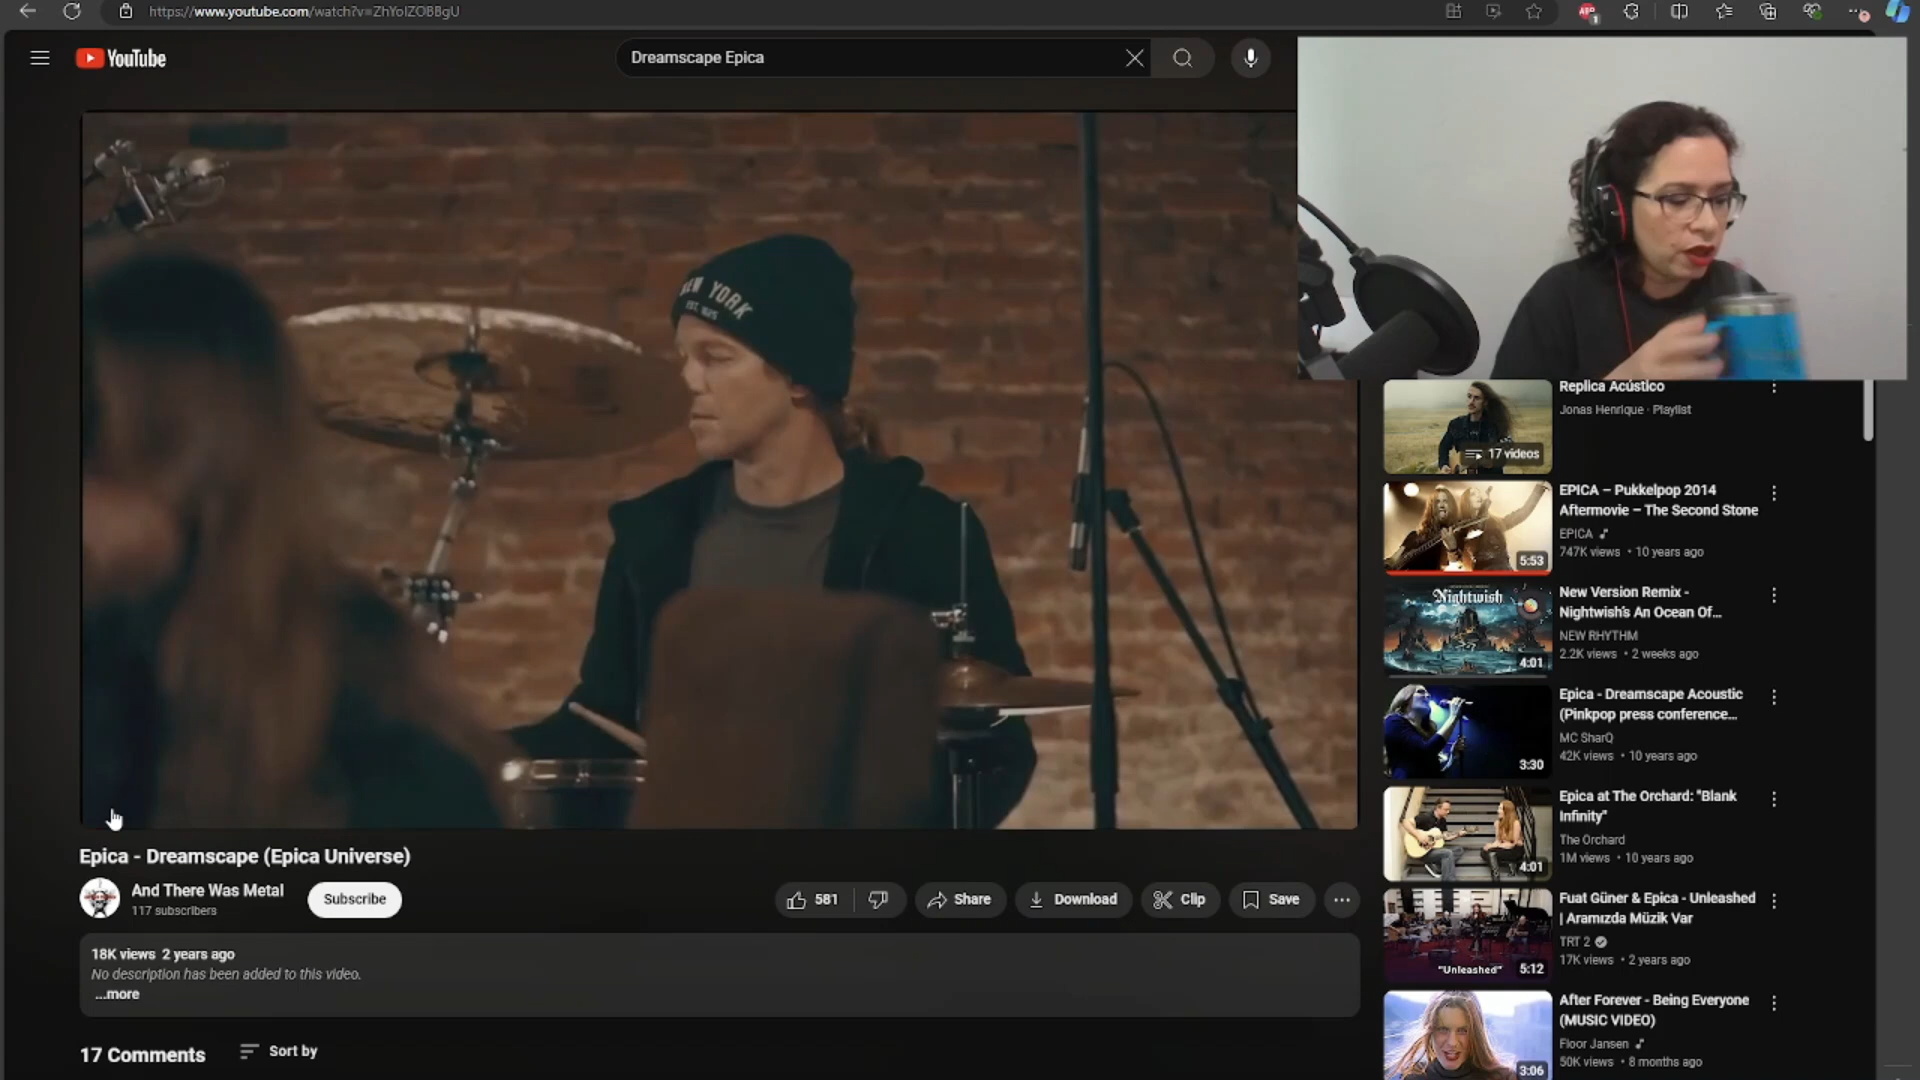 https://www.youtube.com/watch?v=ZhYoIZOBBgU
1
YouTube
Dreamscape Epica
NEW YORK
EST. 1625
Epica - Dreamscape (Epica Universe)
And There Was Metal
117 subscribers
Subscribe
581
Share
Download
Clip
Save
18K views 2 years ago
No description has been added to this video.
...more
17 Comments
Sort by
Replica Acústico
Jonas Henrique · Playlist
17 videos
EPICA – Pukkelpop 2014
Aftermovie – The Second Stone
EPICA
747K views • 10 years ago
5:53
Nightwish
New Version Remix -
Nightwish's An Ocean Of...
NEW RHYTHM
2.2K views • 2 weeks ago
4:01
Epica - Dreamscape Acoustic
(Pinkpop press conference...
MC SharQ
42K views • 10 years ago
3:30
Epica at The Orchard: "Blank
Infinity"
The Orchard
1M views • 10 years ago
4:01
Fuat Güner & Epica - Unleashed
| Aramızda Müzik Var
TRT 2
17K views • 2 years ago
"Unleashed"
5:12
After Forever - Being Everyone
(MUSIC VIDEO)
Floor Jansen
50K views • 8 months ago
3:06